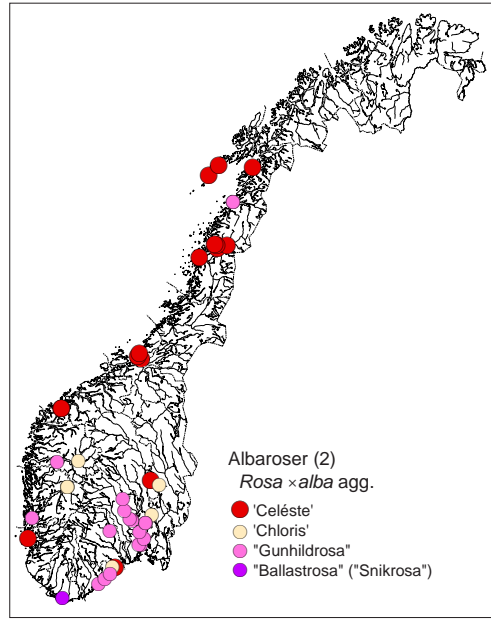 Albaroser (2)
Rosa ×alba agg.
'Celéste'
'Chloris'
"Gunhildrosa"
"Ballastrosa" ("Snikrosa")